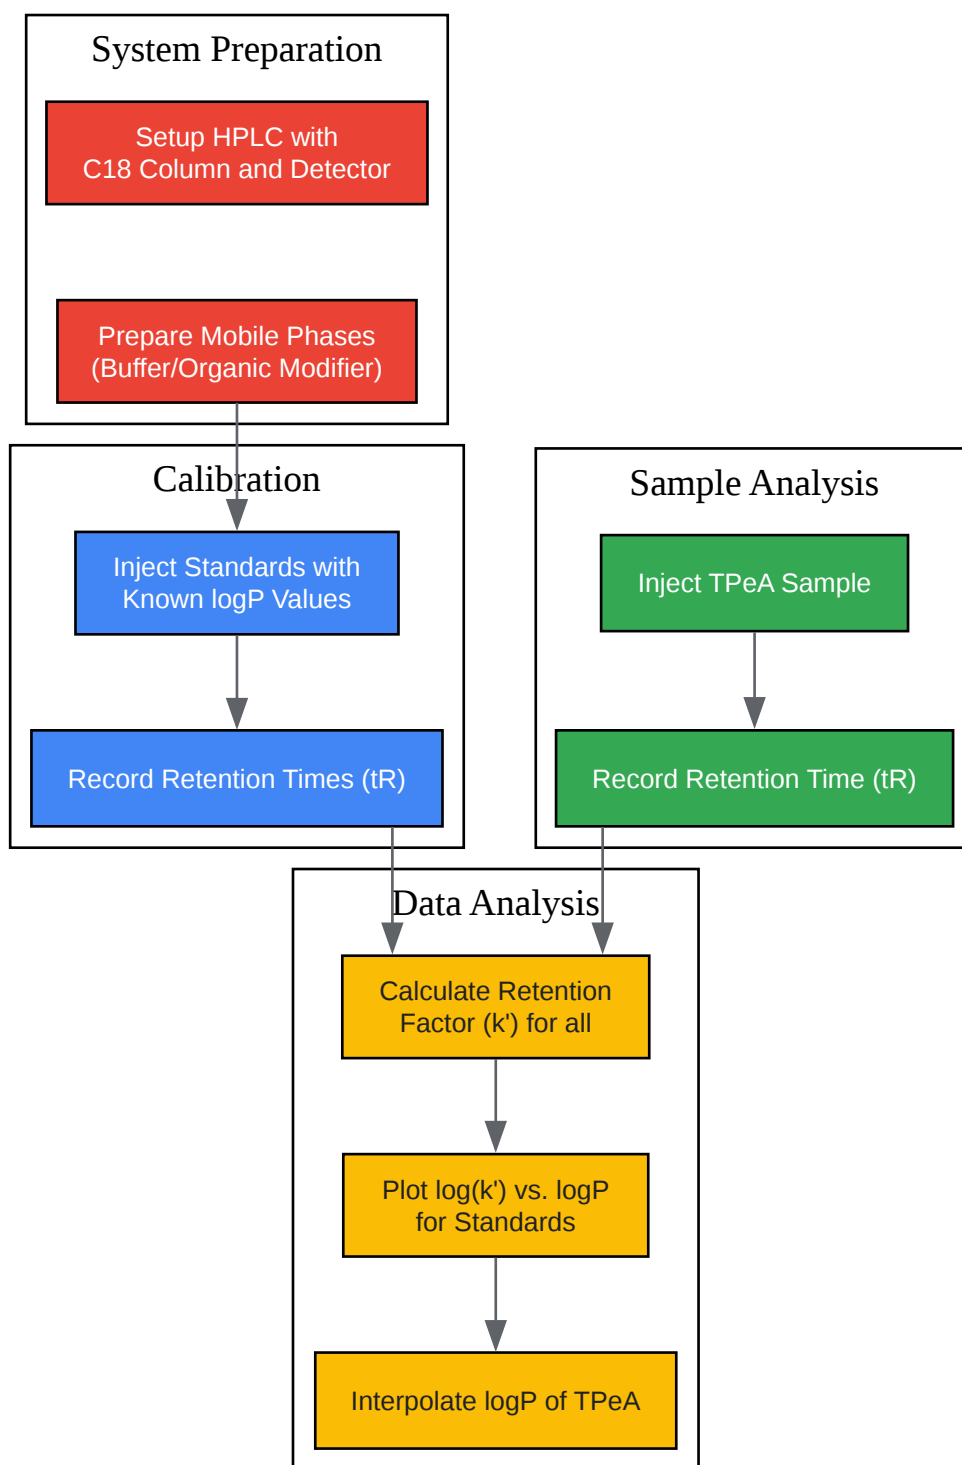 System Preparation
Setup HPLC with
C18 Column and Detector
Prepare Mobile Phases
(Buffer/Organic Modifier)
Calibration
Inject Standards with
Known logP Values
Record Retention Times (tR)
Sample Analysis
Inject TPeA Sample
Record Retention Time (tR)
Data Analysis
Calculate Retention
Factor (k') for all
Plot log(k') vs. logP
for Standards
Interpolate logP of TPeA